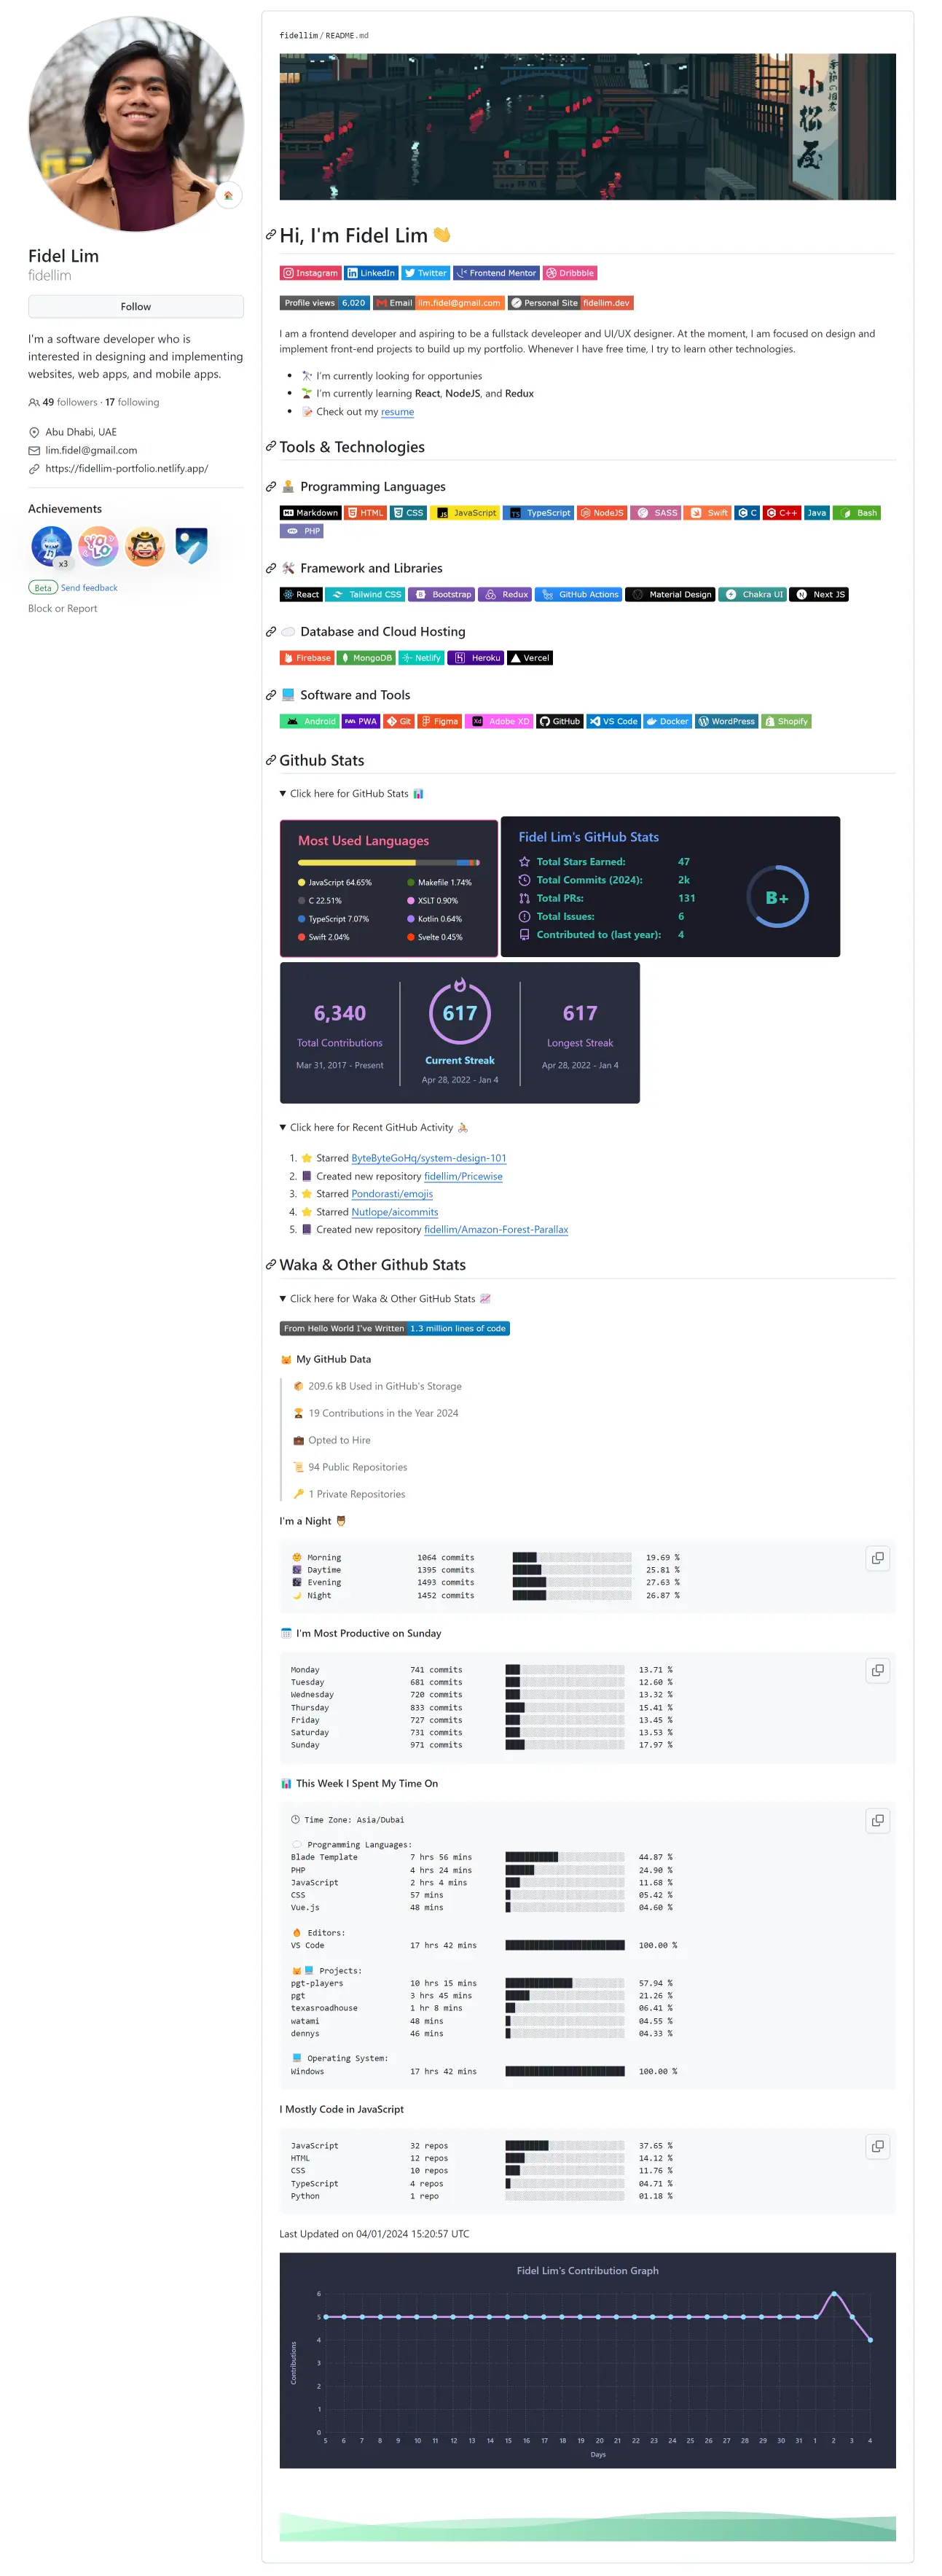 Fidel Lim
fidellim
Follow
I'm a software developer who is
interested in designing and implementing
websites, web apps, and mobile apps.
49 followers · 17 following
Abu Dhabi, UAE
lim.fidel@gmail.com
https://fidellim-portfolio.netlify.app/
Achievements
YOLO
x3
Beta Send feedback
Block or Report
fidellim/README.md
小松屋
Hi, I'm Fidel Lim 👋
Instagram LinkedIn Twitter Frontend Mentor Dribbble
Profile views 6,020 Email lim.fidel@gmail.com Personal Site fidellim.dev
I am a frontend developer and aspiring to be a fullstack develeoper and UI/UX designer. At the moment, I am focused on design and
implement front-end projects to build up my portfolio. Whenever I have free time, I try to learn other technologies.
I'm currently looking for opportunies
I'm currently learning React, NodeJS, and Redux
Check out my resume
Tools & Technologies
Programming Languages
Markdown HTML CSS JavaScript TypeScript NodeJS SASS Swift C C++ Java Bash
PHP
Framework and Libraries
React Tailwind CSS Bootstrap Redux GitHub Actions Material Design Chakra UI Next JS
Database and Cloud Hosting
Firebase MongoDB Netlify Heroku Vercel
Software and Tools
Android PWA Git Figma Adobe XD GitHub VS Code Docker WordPress Shopify
Github Stats
▼ Click here for GitHub Stats
Most Used Languages
JavaScript 64.65% Makefile 1.74%
C 22.51% XSLT 0.90%
TypeScript 7.07% Kotlin 0.64%
Swift 2.04% Svelte 0.45%
Fidel Lim's GitHub Stats
Total Stars Earned: 47
Total Commits (2024): 2k
Total PRs: 131
Total Issues: 6
Contributed to (last year): 4
B+
6,340 617 617
Total Contributions Current Streak Longest Streak
Mar 31, 2017 - Present Apr 28, 2022 - Jan 4 Apr 28, 2022 - Jan 4
▼ Click here for Recent GitHub Activity
1. Starred ByteByteGoHq/system-design-101
2. Created new repository fidellim/Pricewise
3. Starred Pondorasti/emojis
4. Starred Nutlope/aicommits
5. Created new repository fidellim/Amazon-Forest-Parallax
Waka & Other Github Stats
▼ Click here for Waka & Other GitHub Stats
From Hello World I've Written 1.3 million lines of code
My GitHub Data
209.6 kB Used in GitHub's Storage
19 Contributions in the Year 2024
Opted to Hire
94 Public Repositories
1 Private Repositories
I'm a Night
Morning 1064 commits 19.69 %
Daytime 1395 commits 25.81 %
Evening 1493 commits 27.63 %
Night 1452 commits 26.87 %
I'm Most Productive on Sunday
Monday 741 commits 13.71 %
Tuesday 681 commits 12.60 %
Wednesday 720 commits 13.32 %
Thursday 833 commits 15.41 %
Friday 727 commits 13.45 %
Saturday 731 commits 13.53 %
Sunday 971 commits 17.97 %
This Week I Spent My Time On
Time Zone: Asia/Dubai
Programming Languages:
Blade Template 7 hrs 56 mins 44.87 %
PHP 4 hrs 24 mins 24.90 %
JavaScript 2 hrs 4 mins 11.68 %
CSS 57 mins 05.42 %
Vue.js 48 mins 04.60 %
Editors:
VS Code 17 hrs 42 mins 100.00 %
Projects:
pgt-players 10 hrs 15 mins 57.94 %
pgt 3 hrs 45 mins 21.26 %
texasroadhouse 1 hr 8 mins 06.41 %
watami 48 mins 04.55 %
dennys 46 mins 04.33 %
Operating System:
Windows 17 hrs 42 mins 100.00 %
I Mostly Code in JavaScript
JavaScript 32 repos 37.65 %
HTML 12 repos 14.12 %
CSS 10 repos 11.76 %
TypeScript 4 repos 04.71 %
Python 1 repo 01.18 %
Last Updated on 04/01/2024 15:20:57 UTC
Fidel Lim's Contribution Graph
6
5
4
3
2
1
0
Contributions
5 6 7 8 9 10 11 12 13 14 15 16 17 18 19 20 21 22 23 24 25 26 27 28 29 30 31 1 2 3 4
Days